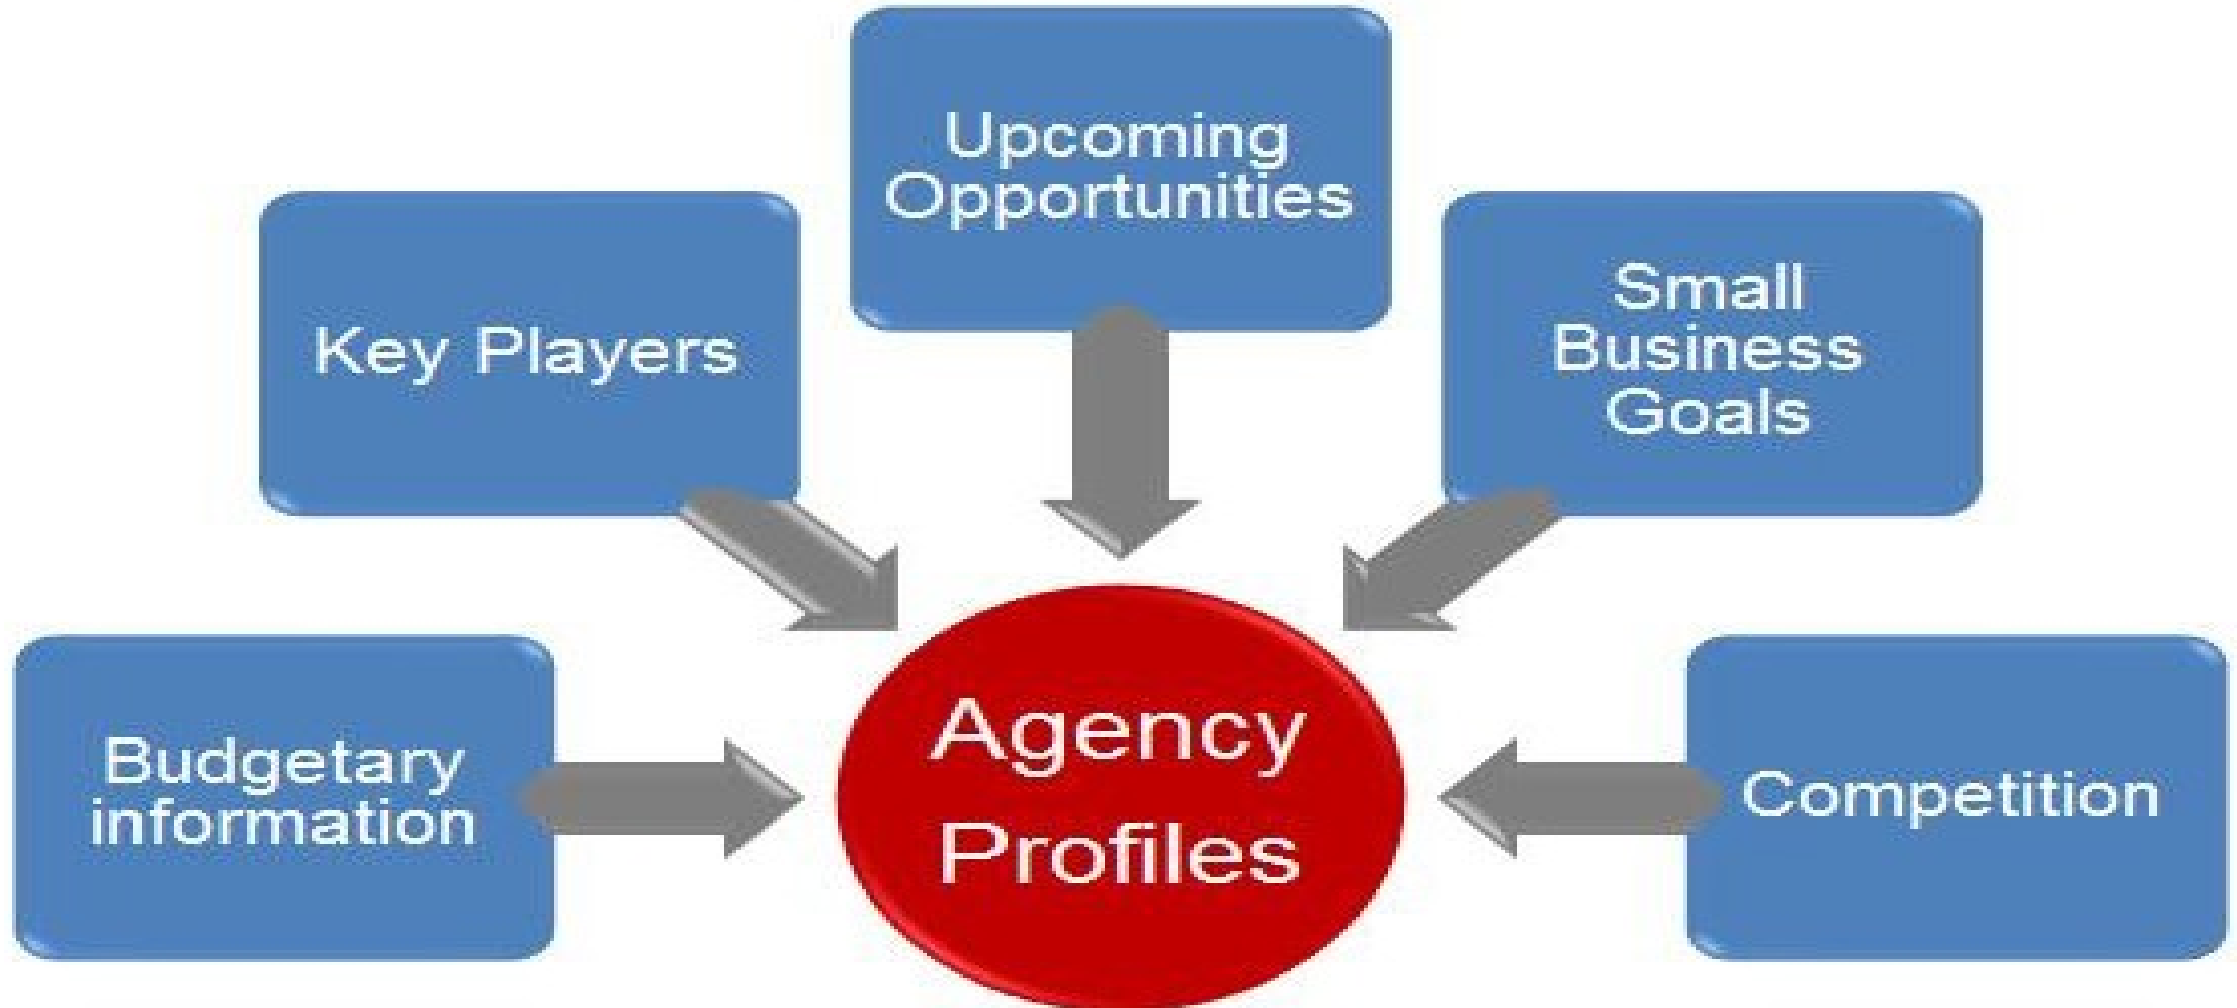 Upcoming
Opportunities
Key Players
Small
Business
Goals
Budgetary
information
Agency
Profiles
Competition